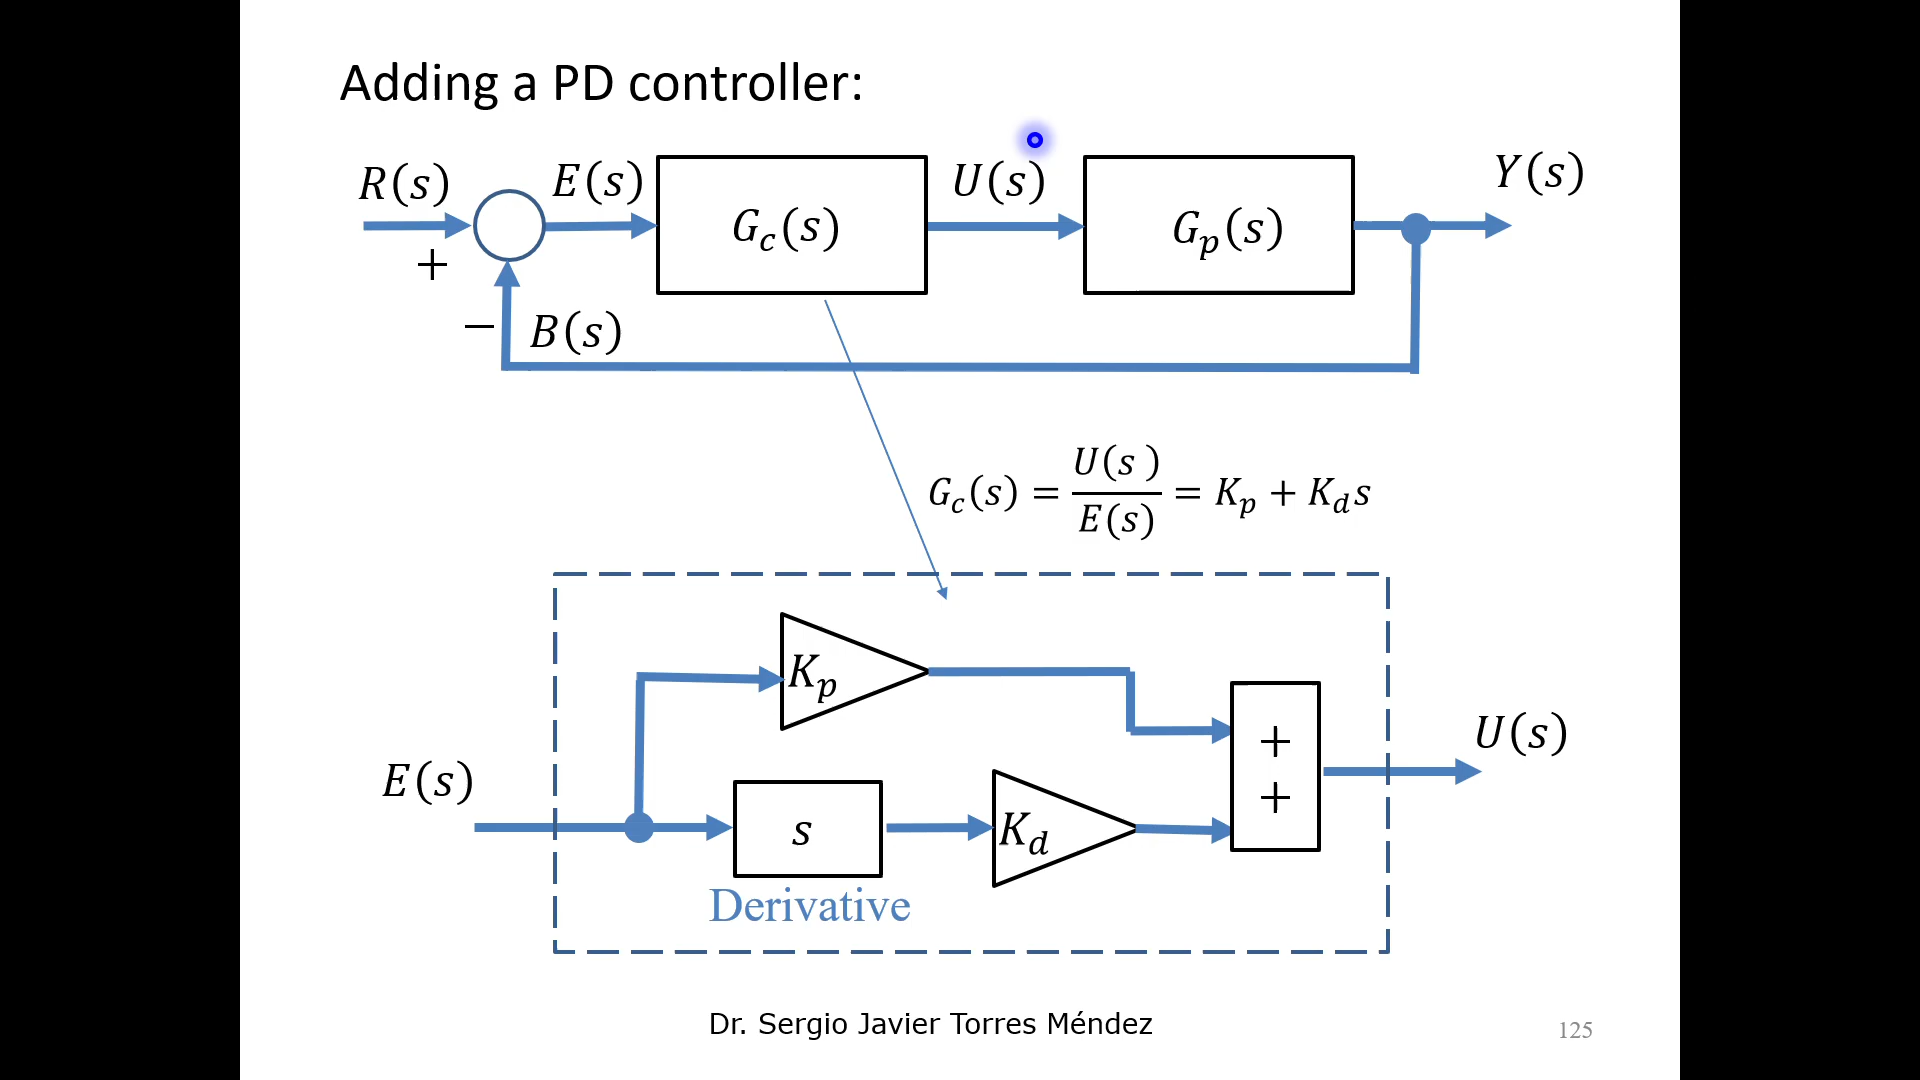 Adding a PD controller:
R(s)
E(s)
G_c(s)
U(s)
G_p(s)
Y(s)
+
−
B(s)
G_c(s) = U(s)/E(s) = K_p + K_d s
K_p
E(s)
s
K_d
+
+
U(s)
Derivative
Dr. Sergio Javier Torres Méndez
125